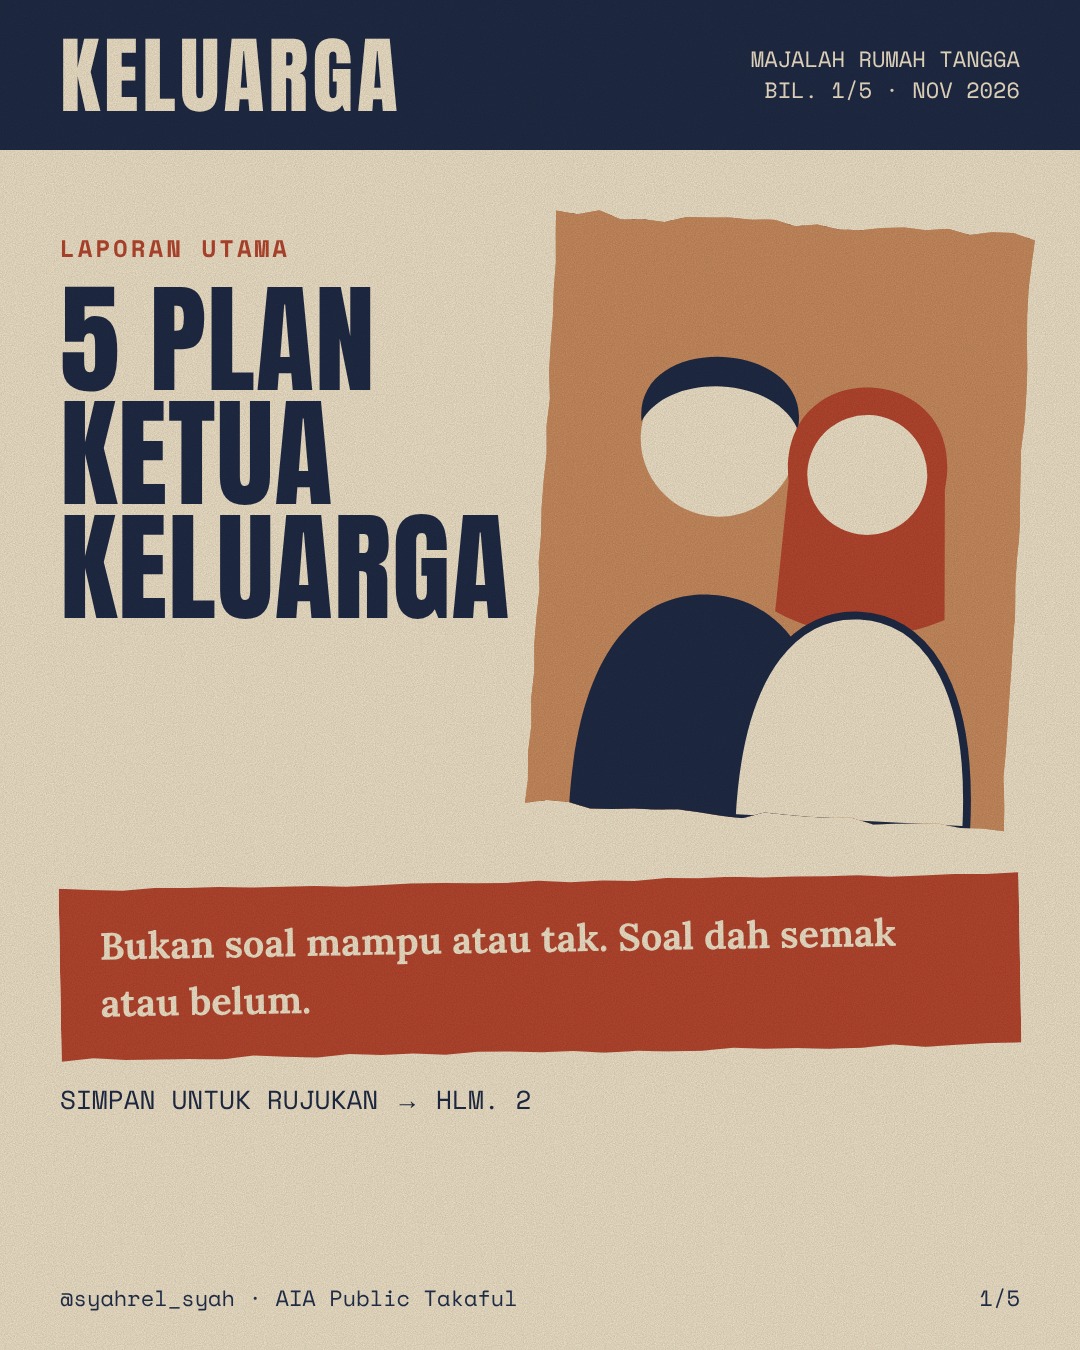 KELUARGA
MAJALAH RUMAH TANGGA
BIL. 1/5 · NOV 2026
LAPORAN UTAMA
5 PLAN
KETUA
KELUARGA
Bukan soal mampu atau tak. Soal dah semak
atau belum.
SIMPAN UNTUK RUJUKAN → HLM. 2
@syahrel_syah · AIA Public Takaful
1/5